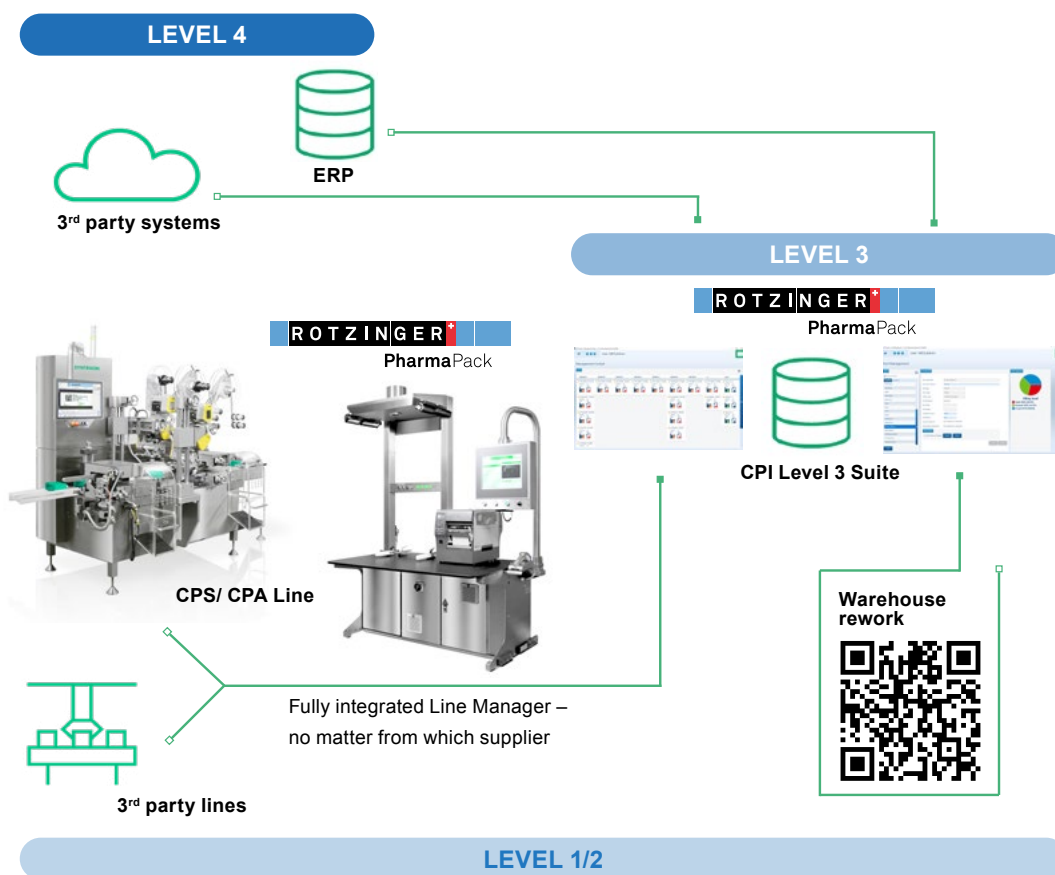 LEVEL 4
ERP
3rd party systems
LEVEL 3
ROTZINGER
PharmaPack
ROTZINGER
PharmaPack
CPI Level 3 Suite
CPS/ CPA Line
Warehouse
rework
Fully integrated Line Manager –
no matter from which supplier
3rd party lines
LEVEL 1/2